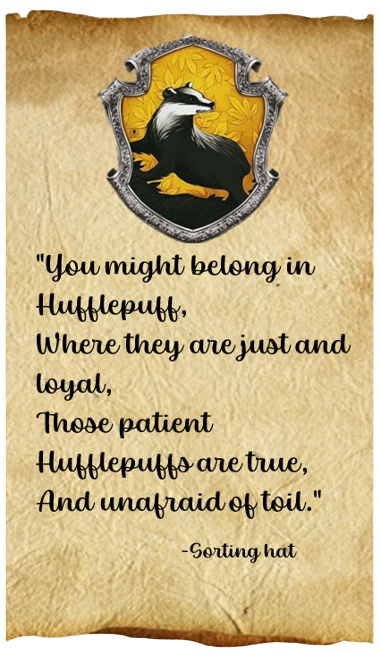 "You might belong in
Hufflepuff,
Where they are just and
loyal,
Those patient
Hufflepuffs are true,
And unafraid of toil."
-Sorting hat